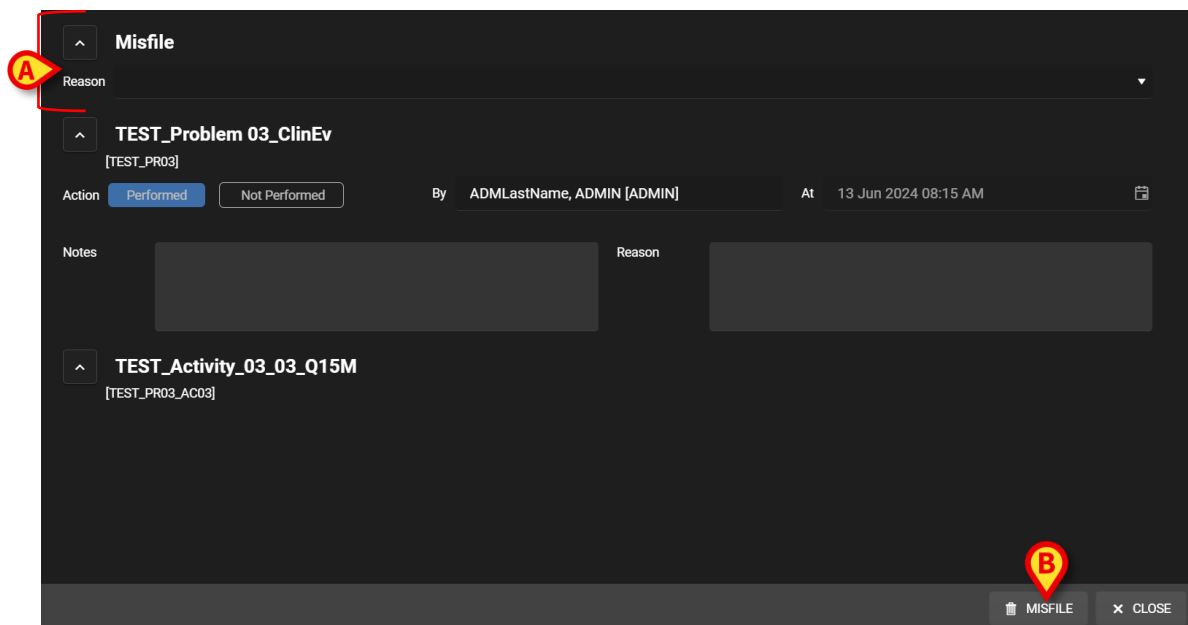 Misfile
A
Reason
TEST_Problem 03_ClinEv
[TEST_PR03]
Action Performed Not Performed By ADMLastName, ADMIN [ADMIN] At 13 Jun 2024 08:15 AM
Notes Reason
TEST_Activity_03_03_Q15M
[TEST_PR03_AC03]
B
MISFILE CLOSE